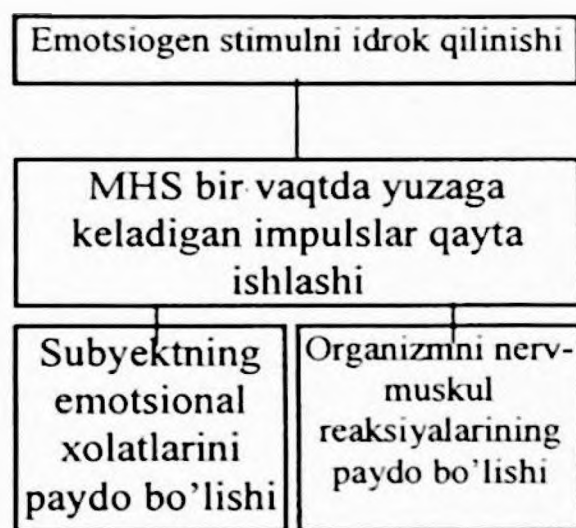 Emotsiogen stimulni idrok qilinishi
MHS bir vaqtda yuzaga
keladigan impulslar qayta
ishlashi
Subyektning
emotsional
xolatlarini
paydo bo'lishi
Organizmni nerv-
muskul
reaksiyalarining
paydo bo'lishi